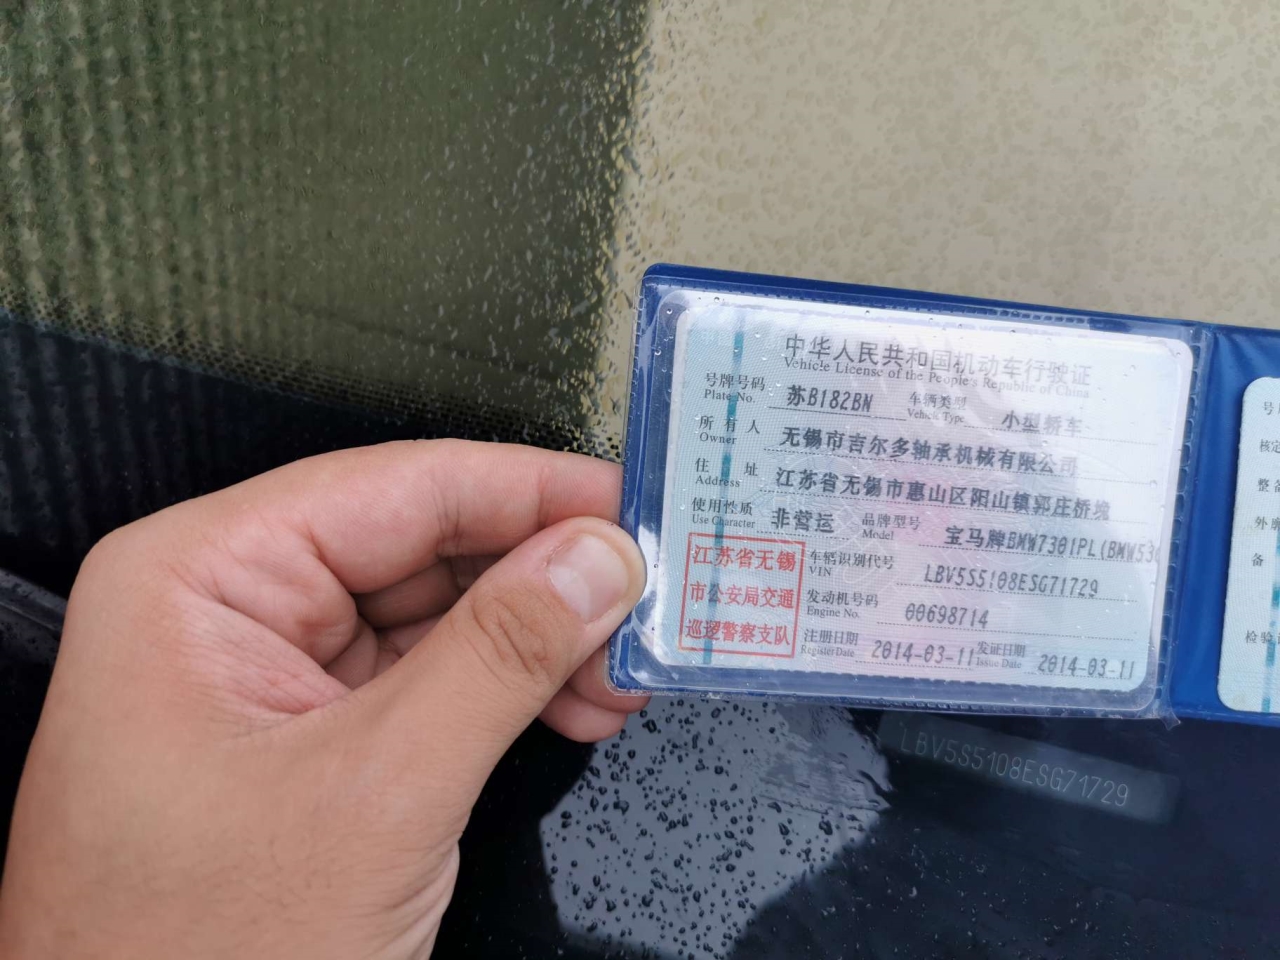 中华人民共和国机动车行驶证
Vehicle License of the People's Republic of China
号牌号码 苏B182BN 车辆类型 小型轿车
Plate No. Vehicle Type
所有人 无锡市吉尔多轴承机械有限公司
Owner
住址 江苏省无锡市惠山区阳山镇郭庄桥堍
Address
使用性质 非营运 品牌型号 宝马牌BMW7301PL(BMW53
Use Character Model
江苏省无锡
市公安局交通
巡逻警察支队
车辆识别代号 LBV5S5108ESG71729
VIN
发动机号码 00698714
Engine No.
注册日期 2014-03-11 发证日期 2014-03-11
Register Date Issue Date
号
核定
整备
外廓
备
检验
LBV5S5108ESG71729